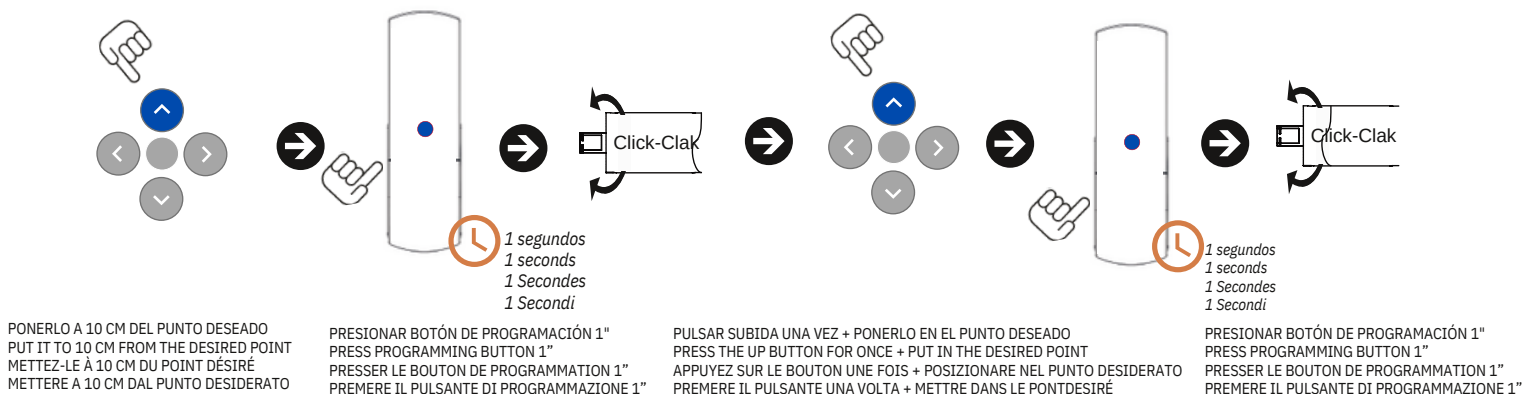 Click-Clak
Click-Clak
1 segundos
1 seconds
1 Secondes
1 Secondi
1 segundos
1 seconds
1 Secondes
1 Secondi
PONERLO A 10 CM DEL PUNTO DESEADO
PUT IT TO 10 CM FROM THE DESIRED POINT
METTEZ-LE À 10 CM DU POINT DÉSIRÉ
METTERE A 10 CM DAL PUNTO DESIDERATO
PRESIONAR BOTÓN DE PROGRAMACIÓN 1"
PRESS PROGRAMMING BUTTON 1”
PRESSER LE BOUTON DE PROGRAMMATION 1”
PREMERE IL PULSANTE DI PROGRAMMAZIONE 1”
PULSAR SUBIDA UNA VEZ + PONERLO EN EL PUNTO DESEADO
PRESS THE UP BUTTON FOR ONCE + PUT IN THE DESIRED POINT
APPUYEZ SUR LE BOUTON UNE FOIS + POSIZIONARE NEL PUNTO DESIDERATO
PREMERE IL PULSANTE UNA VOLTA + METTRE DANS LE PONTDESIRÉ
PRESIONAR BOTÓN DE PROGRAMACIÓN 1"
PRESS PROGRAMMING BUTTON 1”
PRESSER LE BOUTON DE PROGRAMMATION 1”
PREMERE IL PULSANTE DI PROGRAMMAZIONE 1”